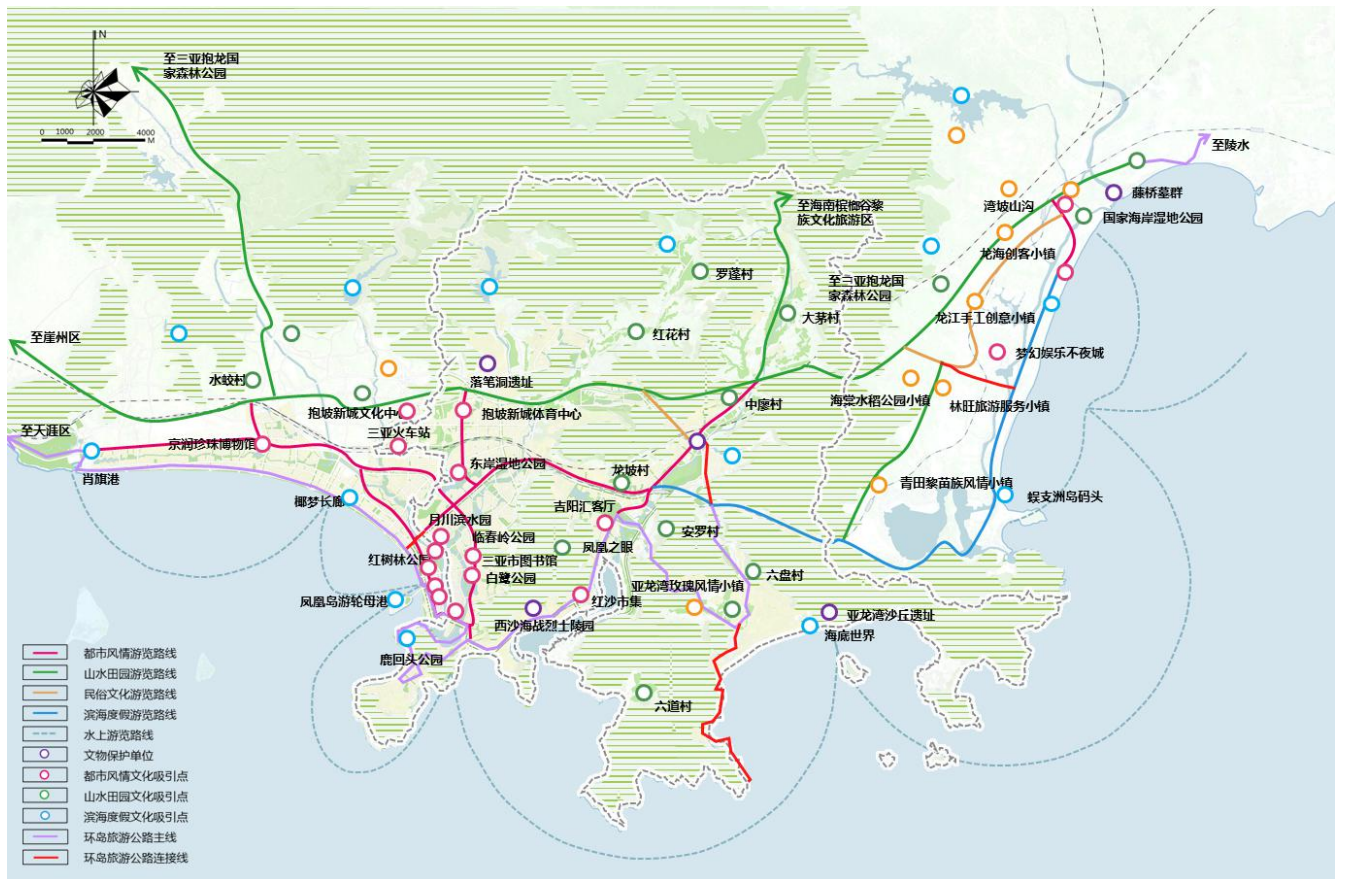 N
至三亚抱龙国
家森林公园
0 1000 2000 4000
M
至陵水
藤桥墓群
湾坡山沟
国家海岸湿地公园
至海南槟榔谷黎
族文化旅游区
龙海创客小镇
罗蓬村
至三亚抱龙国
家森林公园
大茅村
龙江手工创意小镇
至崖州区
红花村
梦幻娱乐不夜城
水蛟村
落笔洞遗址
中廖村
海棠水稻公园小镇
林旺旅游服务小镇
抱坡新城文化中心
抱坡新城体育中心
至天涯区
京润珍珠博物馆
三亚火车站
东岸湿地公园
龙坡村
肖旗港
青田黎苗族风情小镇
蜈支洲岛码头
椰梦长廊
吉阳汇客厅
月川滨水园
临春岭公园
凤凰之眼
安罗村
红树林公园
三亚市图书馆
白鹭公园
六盘村
亚龙湾玫瑰风情小镇
凤凰岛游轮母港
红沙市集
西沙海战烈士陵园
亚龙湾沙丘遗址
海底世界
鹿回头公园
六道村
都市风情游览路线
山水田园游览路线
民俗文化游览路线
滨海度假游览路线
水上游览路线
文物保护单位
都市风情文化吸引点
山水田园文化吸引点
滨海度假文化吸引点
环岛旅游公路主线
环岛旅游公路连接线